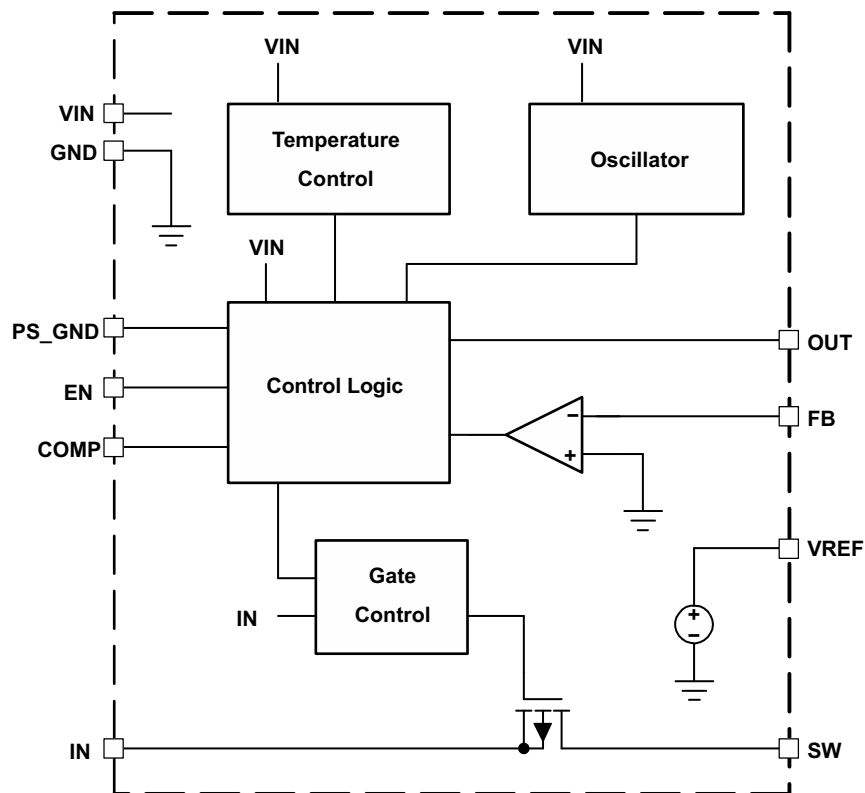 VIN
VIN
VIN
GND
Temperature
Control
Oscillator
VIN
PS_GND
EN
COMP
Control Logic
OUT
FB
−
+
VREF
Gate
Control
IN
+
−
IN
SW